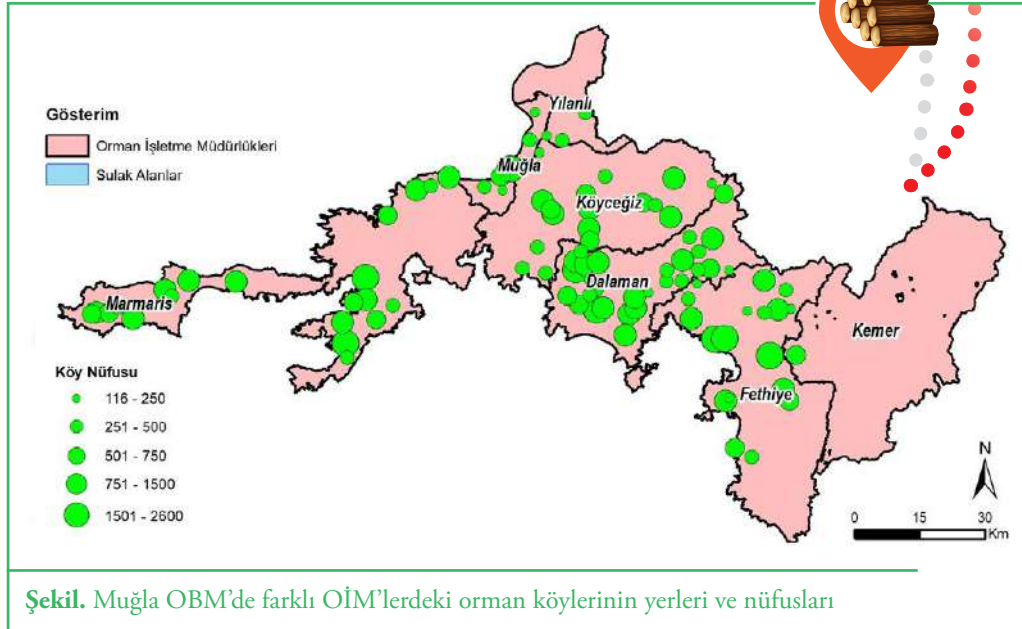 Gösterim
Orman İşletme Müdürlükleri
Sulak Alanlar
Yılanlı
Muğla
Köyceğiz
Dalaman
Marmaris
Kemer
Fethiye
Köy Nüfusu
116 - 250
251 - 500
501 - 750
751 - 1500
1501 - 2600
N
0 15 30
Km
Şekil. Muğla OBM’de farklı OİM’lerdeki orman köylerinin yerleri ve nüfusları